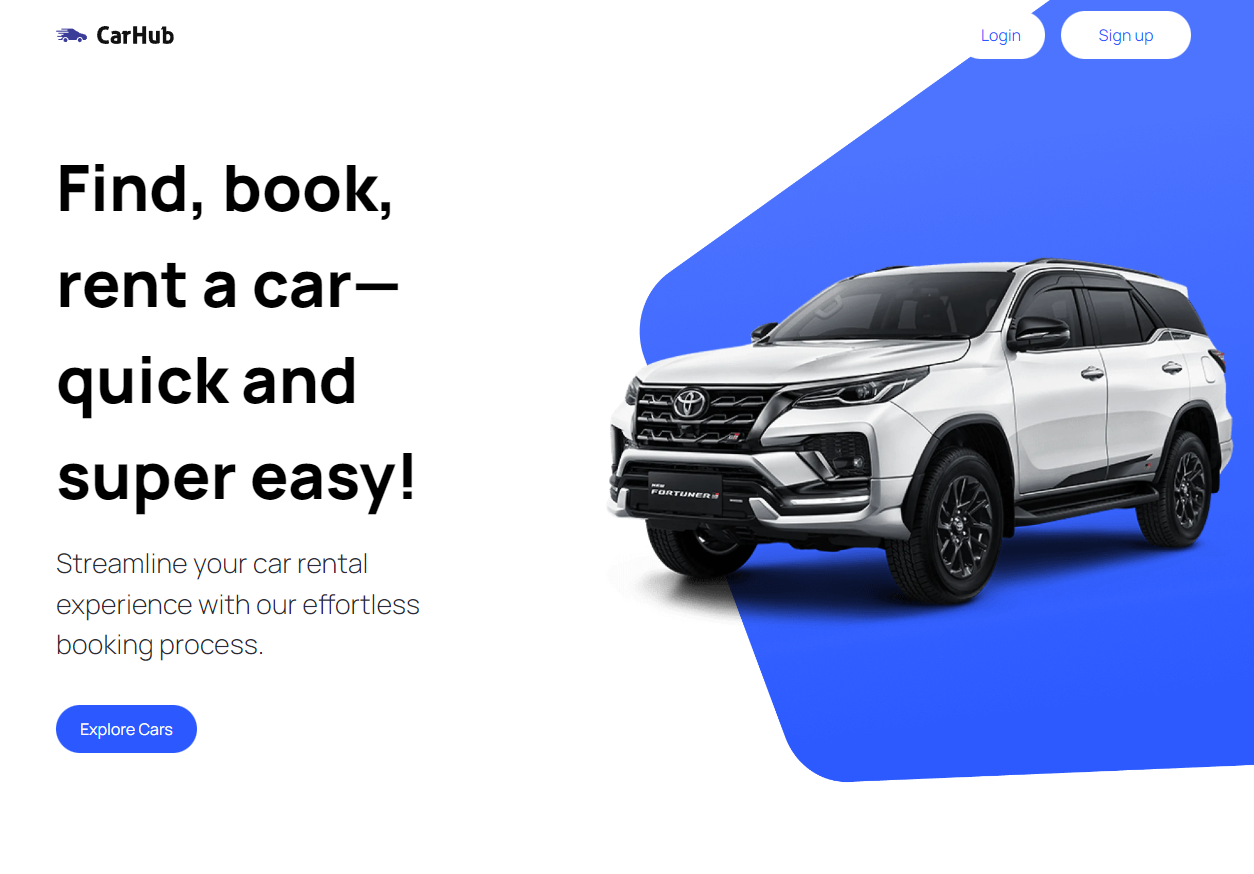 CarHub
Login
Sign up
Find, book,
rent a car—
quick and
super easy!
Streamline your car rental
experience with our effortless
booking process.
Explore Cars
NEW
FORTUNER